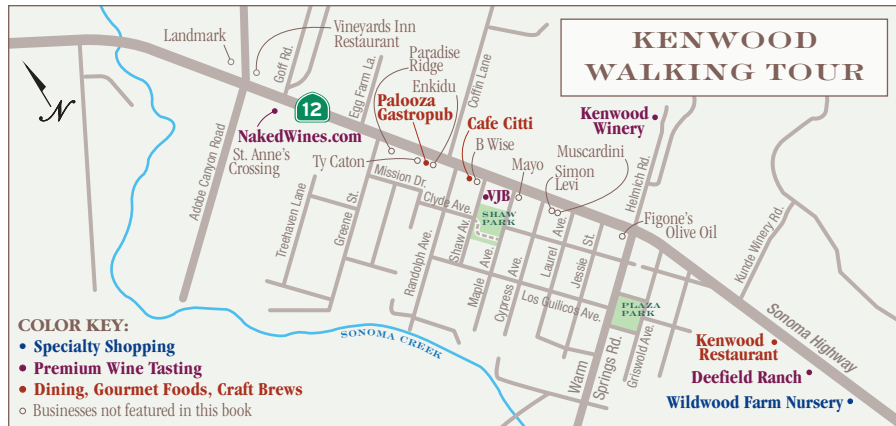 KENWOOD
WALKING TOUR
Landmark
Vineyards Inn
Restaurant
Goff Rd.
Paradise
Ridge
Egg Farm La.
Enkidu
Coffin Lane
12
Palooza
Gastropub
Kenwood
Winery
N
NakedWines.com
St. Anne's
Crossing
Cafe Citti
B Wise
Ty Caton
Mission Dr.
Mayo
Muscardini
Simon
Levi
Helmich Rd.
Adobe Canyon Road
Treehaven Lane
Greene St.
Clyde Ave.
VJB
SHAW
PARK
Figone's
Olive Oil
Randolph Ave.
Shaw Av.
Maple Ave.
Cypress Ave.
Laurel Ave.
Jessie St.
Kunde Winery Rd.
Los Guilicos Ave.
PLAZA
PARK
Sonoma Highway
SONOMA CREEK
Warm
Springs Rd.
Griswold Ave.
Kenwood
Restaurant
Deefield Ranch
Wildwood Farm Nursery
COLOR KEY:
• Specialty Shopping
• Premium Wine Tasting
• Dining, Gourmet Foods, Craft Brews
○ Businesses not featured in this book